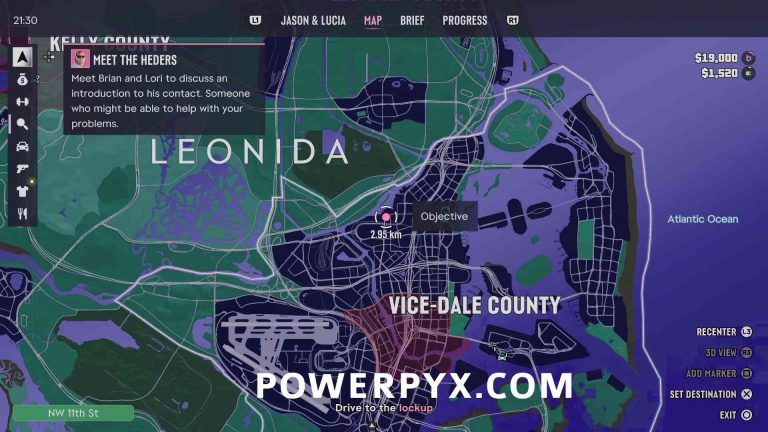 21:30
L1 JASON & LUCIA MAP BRIEF PROGRESS R1
KELLY COUNTY
MEET THE HEDERS
Meet Brian and Lori to discuss an
introduction to his contact. Someone
who might be able to help with your
problems.
$19,000
$1,520
LEONIDA
Objective
2.95 km
Atlantic Ocean
VICE-DALE COUNTY
RECENTER L3
3D VIEW R3
ADD MARKER
SET DESTINATION
EXIT
POWERPYX.COM
Drive to the lockup.
NW 11th St